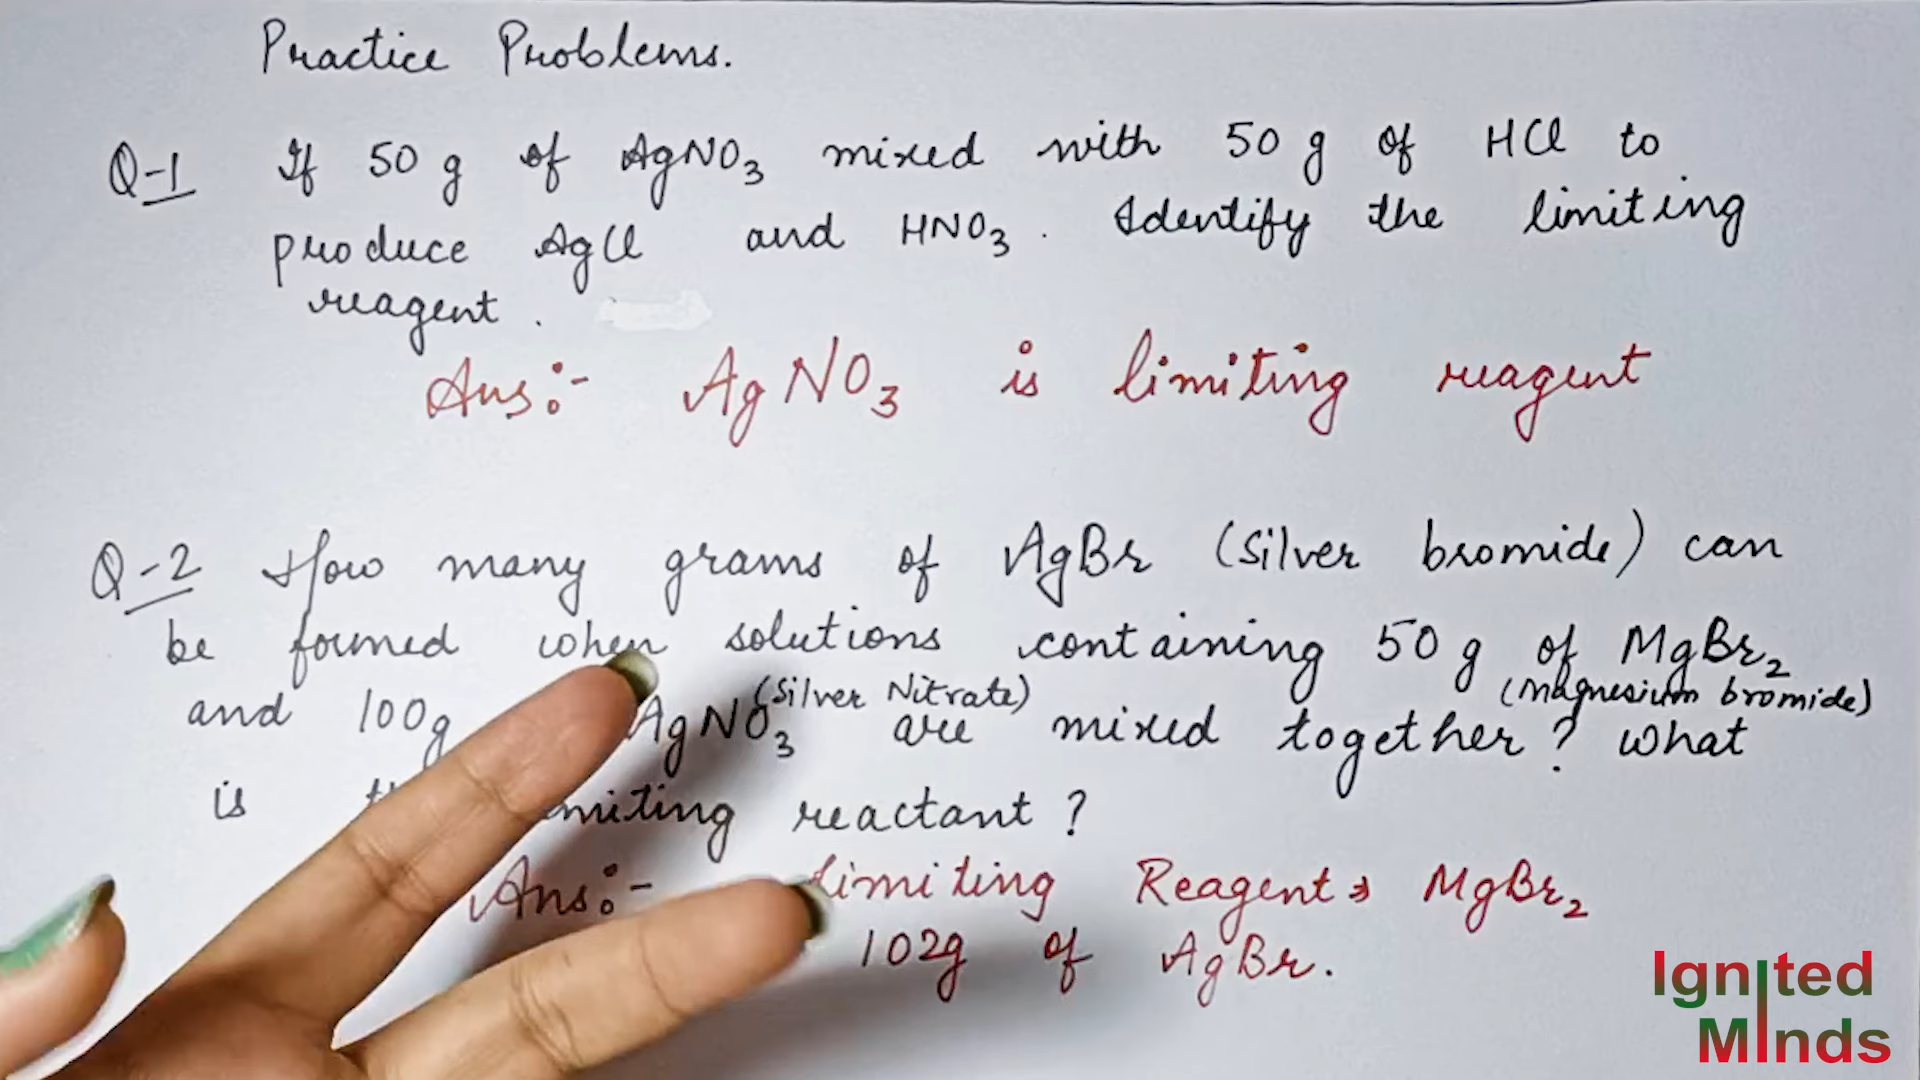 Practice Problems.
Q-1 If 50 g of AgNO3 mixed with 50 g of HCl to
produce AgCl and HNO3. Identify the limiting
reagent.
Ans:- AgNO3 is limiting reagent
Q-2 How many grams of AgBr (Silver bromide) can
be formed when solutions containing 50 g of MgBr2
(Silver Nitrate) (Magnesium bromide)
and 100g AgNO3 are mixed together? what
is reactant?
Ans:- limiting Reagent → MgBr2
102g of AgBr.
Ignited
Minds